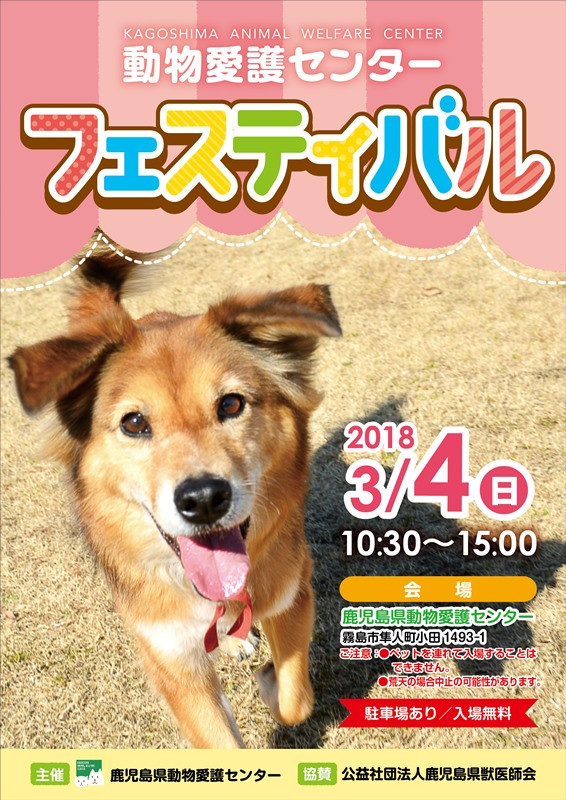 KAGOSHIMA ANIMAL WELFARE CENTER
動物愛護センター
フェスティバル
2018
3/4 日
10:30～15:00
会 場
鹿児島県動物愛護センター
霧島市隼人町小田1493-1
ご注意：●ペットを連れて入場することは
できません。
●荒天の場合中止の可能性があります。
駐車場あり／入場無料
主催 鹿児島県動物愛護センター 協賛 公益社団法人鹿児島県獣医師会